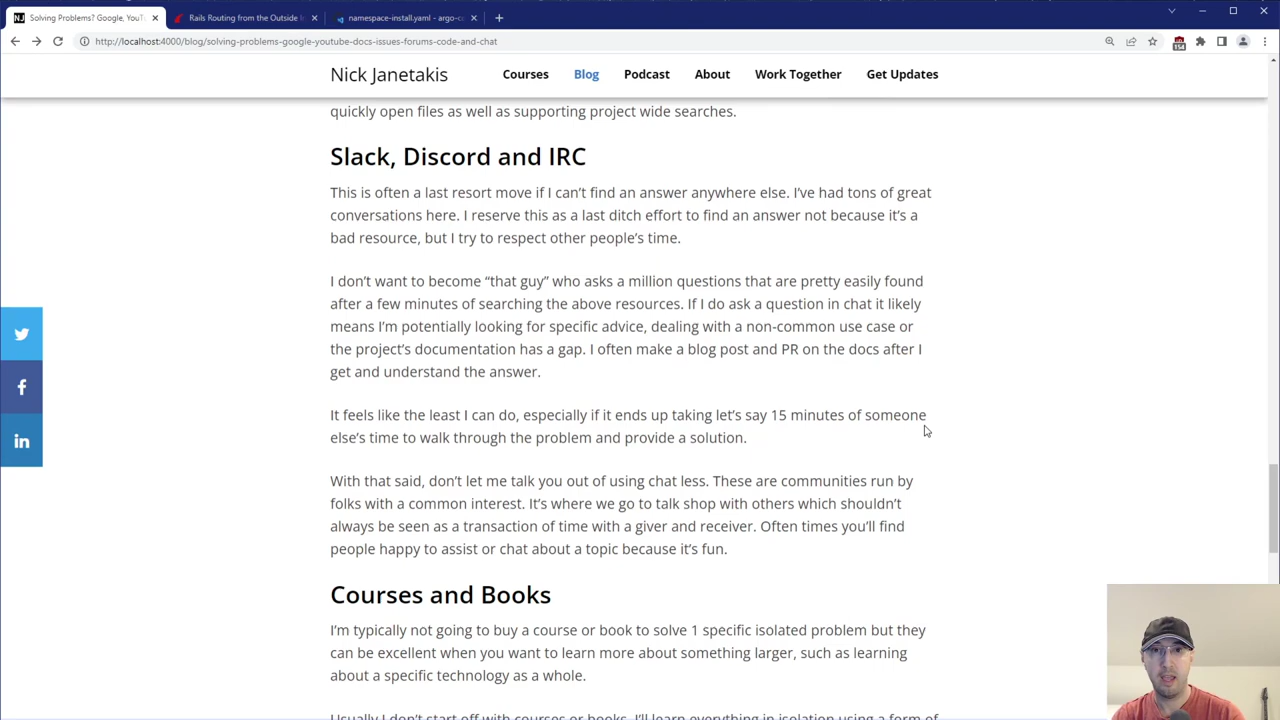 Solving Problems? Google, YouT
Rails Routing from the Outside I
namespace-install.yaml - argo-c
http://localhost:4000/blog/solving-problems-google-youtube-docs-issues-forums-code-and-chat
154
Nick Janetakis
Courses
Blog
Podcast
About
Work Together
Get Updates
quickly open files as well as supporting project wide searches.
Slack, Discord and IRC
This is often a last resort move if I can’t find an answer anywhere else. I’ve had tons of great
conversations here. I reserve this as a last ditch effort to find an answer not because it’s a
bad resource, but I try to respect other people’s time.
I don’t want to become “that guy” who asks a million questions that are pretty easily found
after a few minutes of searching the above resources. If I do ask a question in chat it likely
means I’m potentially looking for specific advice, dealing with a non-common use case or
the project’s documentation has a gap. I often make a blog post and PR on the docs after I
get and understand the answer.
It feels like the least I can do, especially if it ends up taking let’s say 15 minutes of someone
else’s time to walk through the problem and provide a solution.
With that said, don’t let me talk you out of using chat less. These are communities run by
folks with a common interest. It’s where we go to talk shop with others which shouldn’t
always be seen as a transaction of time with a giver and receiver. Often times you’ll find
people happy to assist or chat about a topic because it’s fun.
Courses and Books
I’m typically not going to buy a course or book to solve 1 specific isolated problem but they
can be excellent when you want to learn more about something larger, such as learning
about a specific technology as a whole.
Usually I don’t start off with courses or books. I’ll learn everything in isolation using a form of